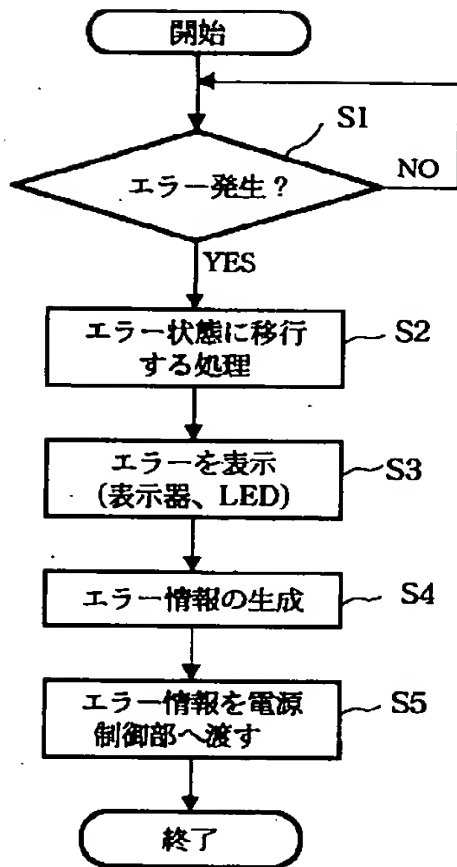 開始
S1
エラー発生?
NO
YES
エラー状態に移行
する処理
S2
エラーを表示
(表示器、LED)
S3
エラー情報の生成
S4
エラー情報を電源
制御部へ渡す
S5
終了